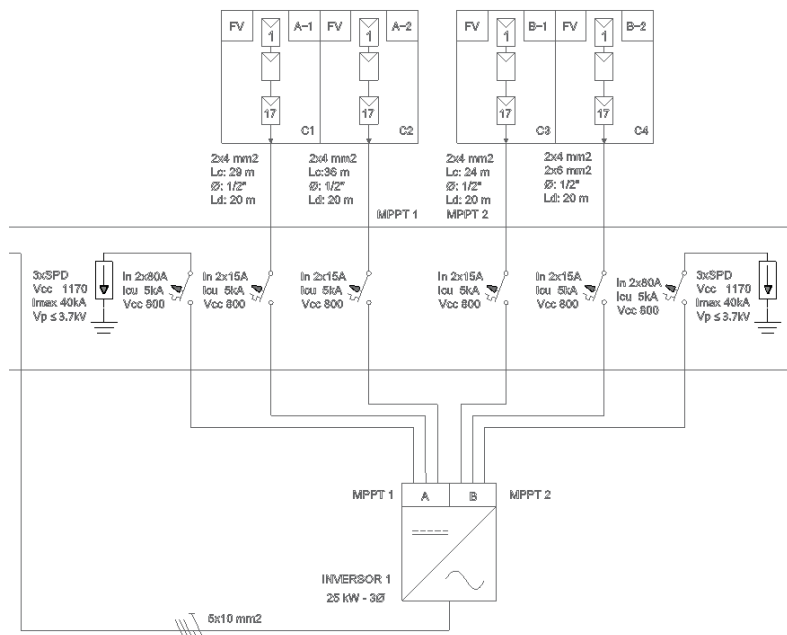 FV 1 A-1 FV 1 A-2 FV 1 B-1 FV 1 B-2
17 17 17 17
C1 C2 C3 C4
2x4 mm2
Lc: 29 m
Ø: 1/2"
Ld: 20 m
2x4 mm2
Lc:36 m
Ø: 1/2"
Ld: 20 m
2x4 mm2
Lc: 24 m
Ø: 1/2"
Ld: 20 m
2x4 mm2
2x6 mm2
Ø: 1/2"
Ld: 20 m
MPPT 1 MPPT 2
3xSPD
Vcc 1170
Imax 40kA
Vp ≤ 3.7kV
In 2x80A
Icu 5kA
Vcc 800
In 2x15A
Icu 5kA
Vcc 800
In 2x15A
Icu 5kA
Vcc 800
In 2x15A
Icu 5kA
Vcc 800
In 2x15A
Icu 5kA
Vcc 800
In 2x80A
Icu 5kA
Vcc 800
3xSPD
Vcc 1170
Imax 40kA
Vp ≤ 3.7kV
MPPT 1 A B MPPT 2
INVERSOR 1
25 kW - 3Ø
5x10 mm2